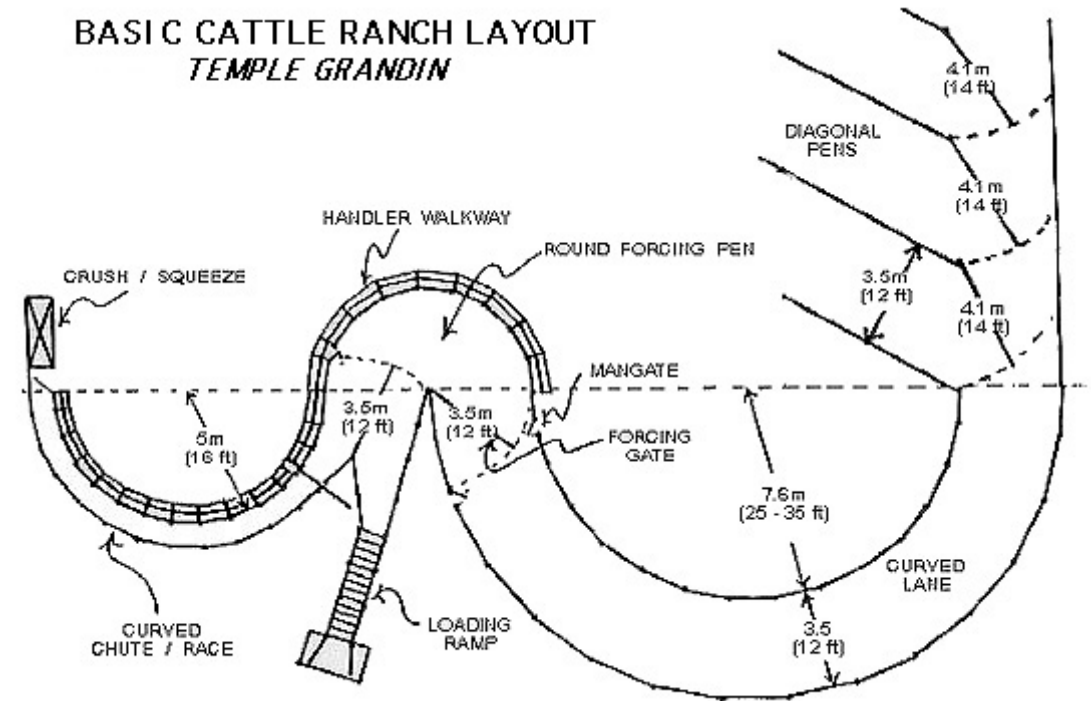 BASIC CATTLE RANCH LAYOUT
TEMPLE GRANDIN
4.1m
(14 ft)
DIAGONAL
PENS
4.1m
(14 ft)
HANDLER WALKWAY
ROUND FORCING PEN
CRUSH / SQUEEZE
3.5m
(12 ft)
4.1m
(14 ft)
MANGATE
3.5m
(12 ft)
3.5m
(12 ft)
FORCING
GATE
5m
(16 ft)
7.6m
(25 - 35 ft)
CURVED
LANE
CURVED
CHUTE / RACE
LOADING
RAMP
3.5
(12 ft)